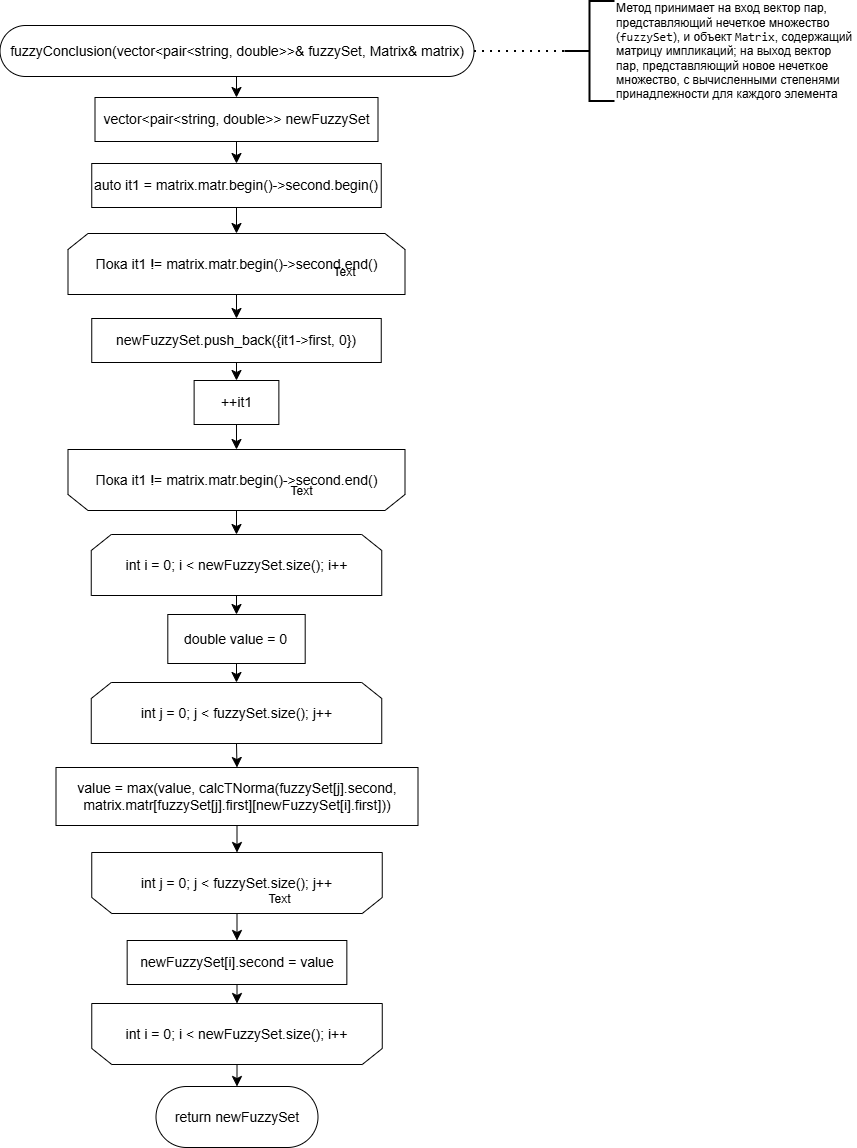 fuzzyConclusion(vector<pair<string, double>>& fuzzySet, Matrix& matrix)
Метод принимает на вход вектор пар,
представляющий нечеткое множество
(fuzzySet), и объект Matrix, содержащий
матрицу импликаций; на выход вектор
пар, представляющий новое нечеткое
множество, с вычисленными степенями
принадлежности для каждого элемента
vector<pair<string, double>> newFuzzySet
auto it1 = matrix.matr.begin()->second.begin()
Пока it1 != matrix.matr.begin()->second.end()
Text
newFuzzySet.push_back({it1->first, 0})
++it1
Пока it1 != matrix.matr.begin()->second.end()
Text
int i = 0; i < newFuzzySet.size(); i++
double value = 0
int j = 0; j < fuzzySet.size(); j++
value = max(value, calcTNorma(fuzzySet[j].second,
matrix.matr[fuzzySet[j].first][newFuzzySet[i].first]))
int j = 0; j < fuzzySet.size(); j++
Text
newFuzzySet[i].second = value
int i = 0; i < newFuzzySet.size(); i++
return newFuzzySet